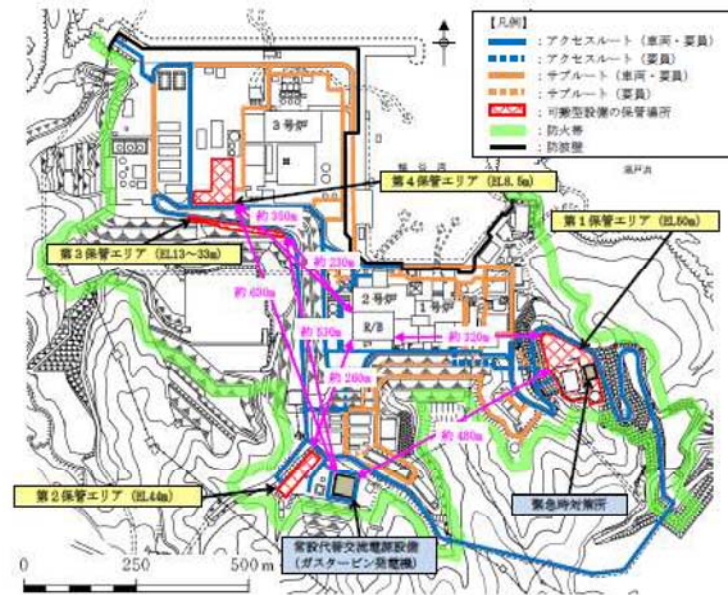 【凡例】
：アクセスルート（車両・要員）
：アクセスルート（要員）
：サブルート（車両・要員）
：サブルート（要員）
：可搬型設備の保管場所
：防火帯
：防波壁
3号炉
輪谷湾
第4保管エリア（EL8.5m）
第1保管エリア（EL50m）
約350m
第3保管エリア（EL13～33m）
約230m
約630m
2号炉
1号炉
R/B
約530m
約320m
約260m
約480m
第2保管エリア（EL44m）
緊急時対策所
常設代替交流電源設備
（ガスタービン発電機）
0
250
500m